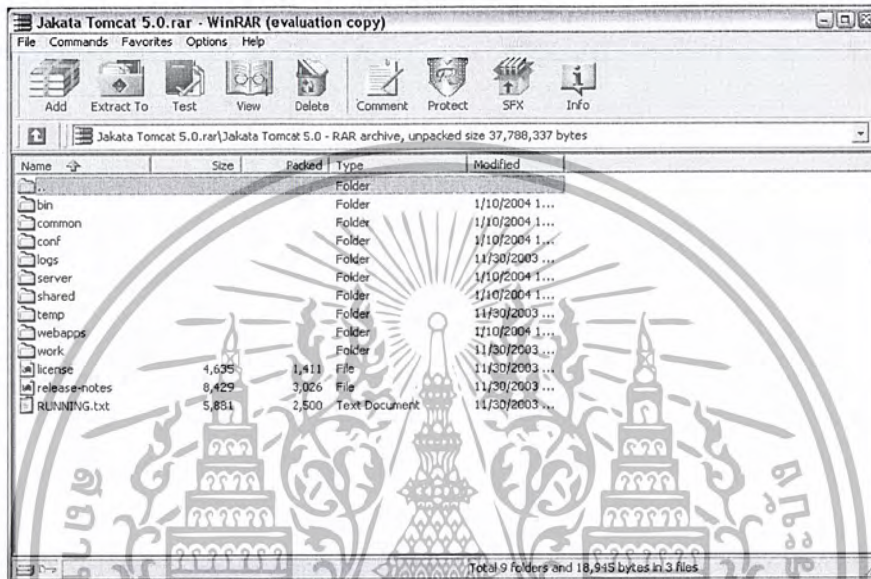 Jakata Tomcat 5.0.rar - WinRAR (evaluation copy)
File Commands Favorites Options Help
Add Extract To Test View Delete Comment Protect SFX Info
Jakata Tomcat 5.0.rar\Jakata Tomcat 5.0 - RAR archive, unpacked size 37,788,337 bytes
Name Size Packed Type Modified
.. Folder
bin Folder 1/10/2004 1...
common Folder 1/10/2004 1...
conf Folder 1/10/2004 1...
logs Folder 11/30/2003 ...
server Folder 1/10/2004 1...
shared Folder 1/10/2004 1...
temp Folder 11/30/2003 ...
webapps Folder 1/10/2004 1...
work Folder 11/30/2003 ...
license 4,635 1,411 File 11/30/2003 ...
release-notes 8,429 3,026 File 11/30/2003 ...
RUNNING.txt 5,881 2,500 Text Document 11/30/2003 ...
Total 9 folders and 18,945 bytes in 3 files